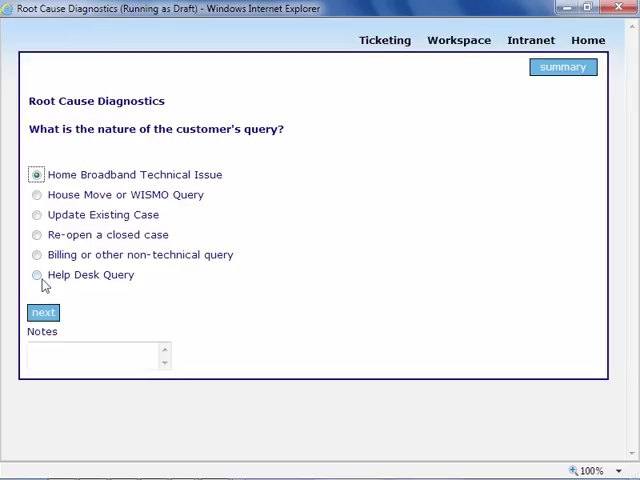 Root Cause Diagnostics (Running as Draft) - Windows Internet Explorer
Ticketing Workspace Intranet Home
summary
Root Cause Diagnostics
What is the nature of the customer's query?
Home Broadband Technical Issue
House Move or WISMO Query
Update Existing Case
Re-open a closed case
Billing or other non-technical query
Help Desk Query
next
Notes
100%